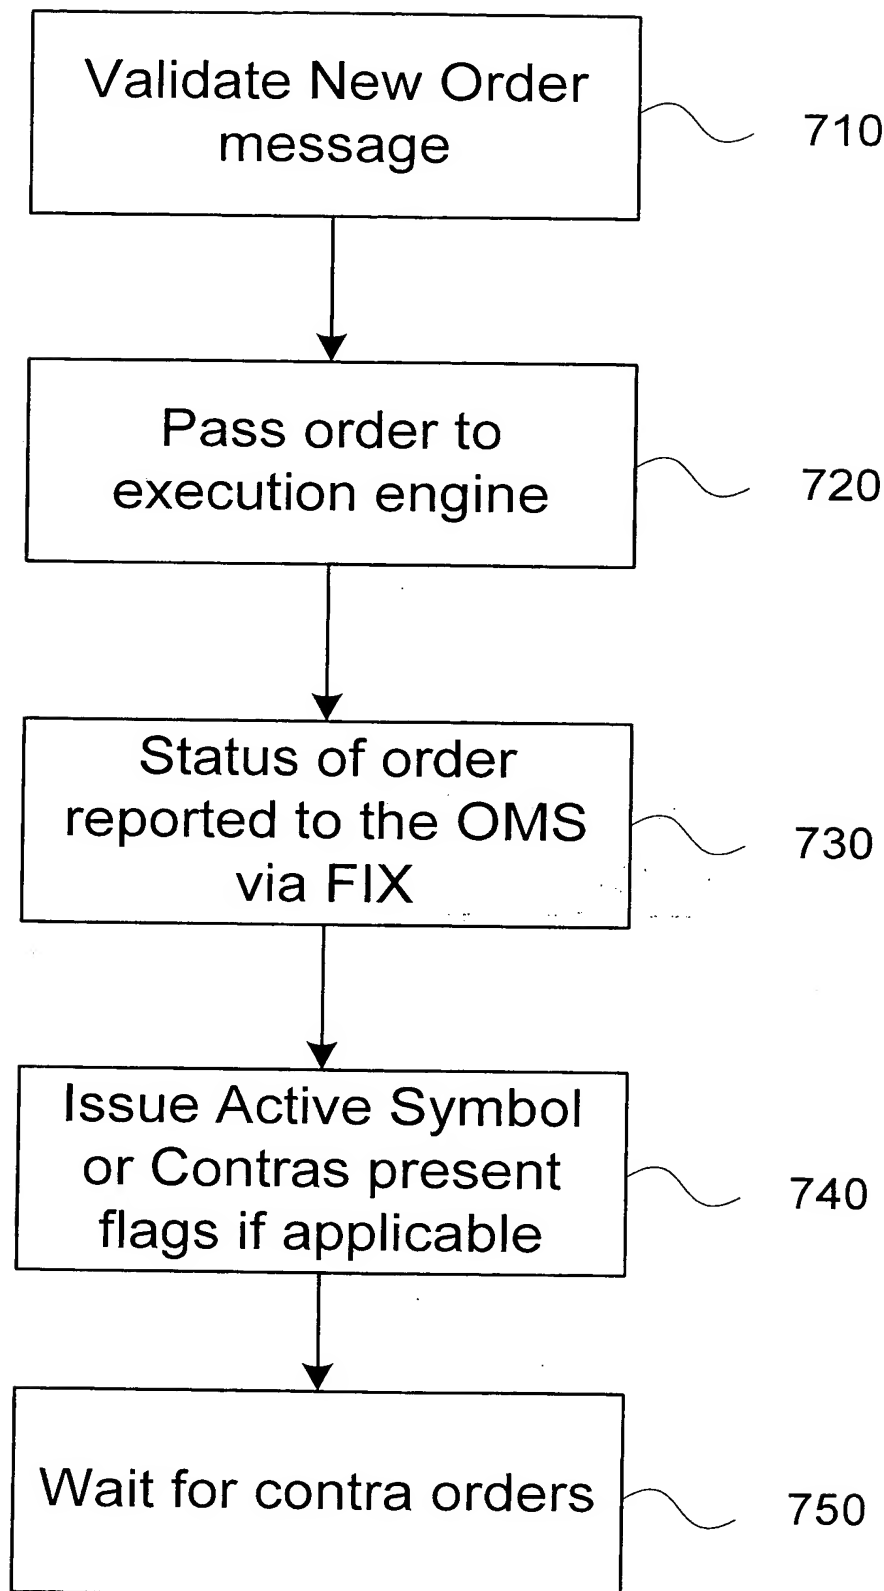 Validate New Order
message
710
Pass order to
execution engine
720
Status of order
reported to the OMS
via FIX
730
Issue Active Symbol
or Contras present
flags if applicable
740
Wait for contra orders
750